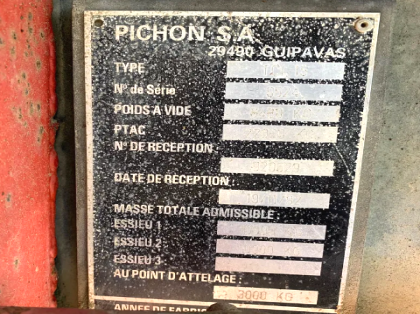 PICHON S.A.
29490 GUIPAVAS
TYPE
N° de Série
POIDS A VIDE
PTAC
N° DE RECEPTION :
DATE DE RECEPTION :
MASSE TOTALE ADMISSIBLE :
ESSIEU 1 :
ESSIEU 2 :
ESSIEU 3 :
AU POINT D'ATTELAGE :
3000 KG
ANNEE DE FABRIC